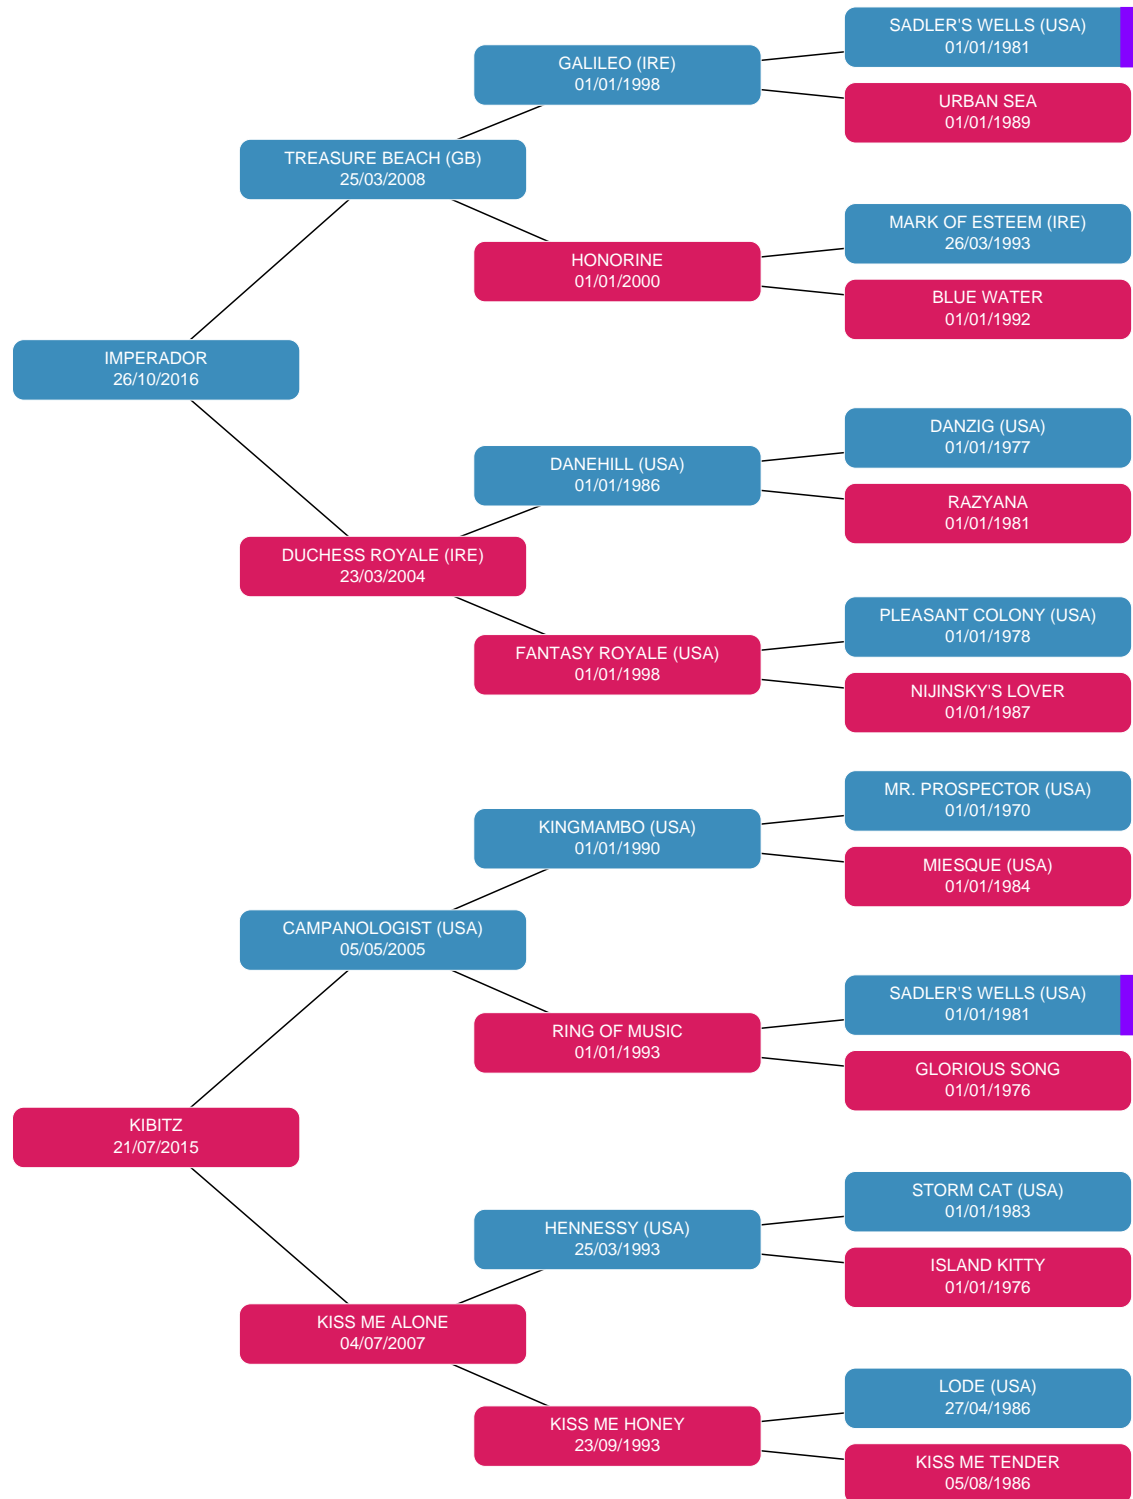 SADLER'S WELLS (USA)
01/01/1981
GALILEO (IRE)
01/01/1998
URBAN SEA
01/01/1989
TREASURE BEACH (GB)
25/03/2008
MARK OF ESTEEM (IRE)
26/03/1993
HONORINE
01/01/2000
BLUE WATER
01/01/1992
IMPERADOR
26/10/2016
DANZIG (USA)
01/01/1977
DANEHILL (USA)
01/01/1986
RAZYANA
01/01/1981
DUCHESS ROYALE (IRE)
23/03/2004
PLEASANT COLONY (USA)
01/01/1978
FANTASY ROYALE (USA)
01/01/1998
NIJINSKY'S LOVER
01/01/1987
MR. PROSPECTOR (USA)
01/01/1970
KINGMAMBO (USA)
01/01/1990
MIESQUE (USA)
01/01/1984
CAMPANOLOGIST (USA)
05/05/2005
SADLER'S WELLS (USA)
01/01/1981
RING OF MUSIC
01/01/1993
GLORIOUS SONG
01/01/1976
KIBITZ
21/07/2015
STORM CAT (USA)
01/01/1983
HENNESSY (USA)
25/03/1993
ISLAND KITTY
01/01/1976
KISS ME ALONE
04/07/2007
LODE (USA)
27/04/1986
KISS ME HONEY
23/09/1993
KISS ME TENDER
05/08/1986